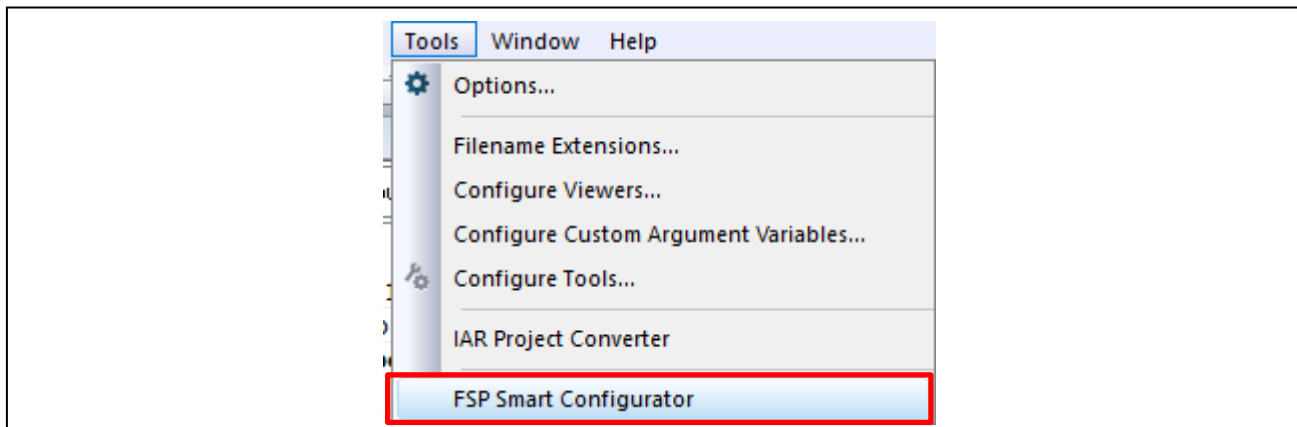 Tools Window Help
Options...
Filename Extensions...
Configure Viewers...
Configure Custom Argument Variables...
Configure Tools...
IAR Project Converter
FSP Smart Configurator